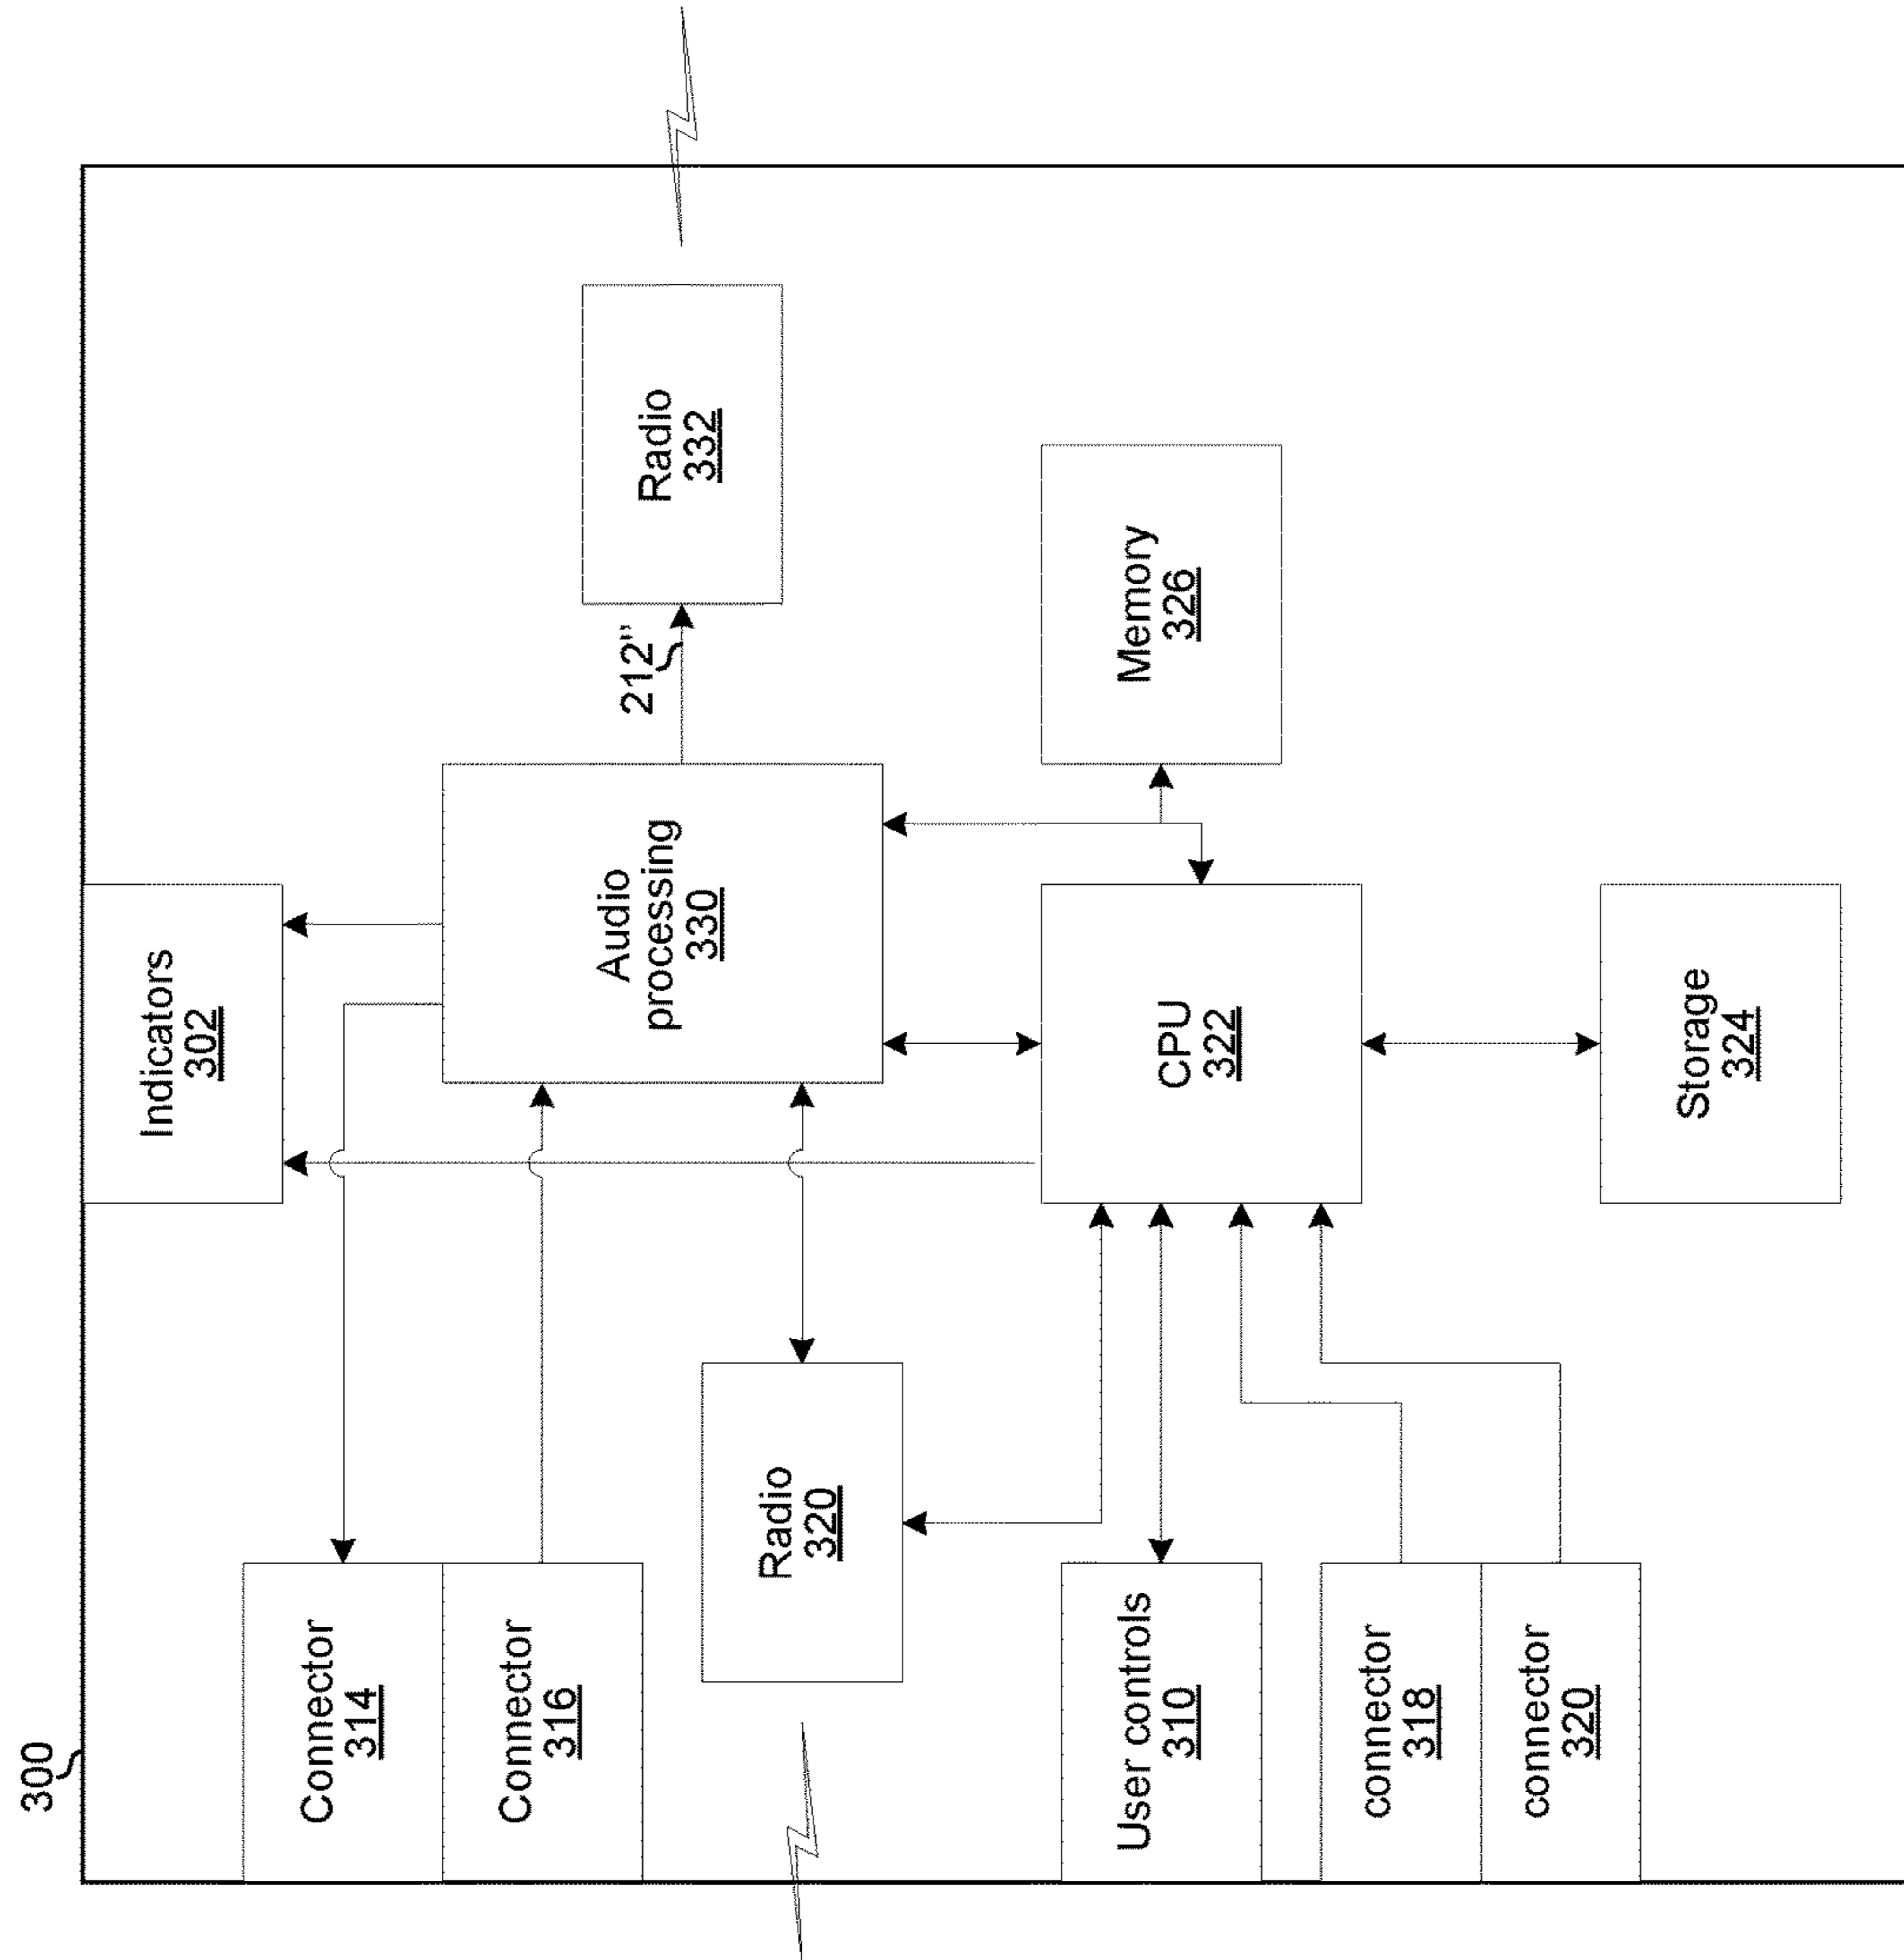 300
Indicators
302
Connector
314
Connector
316
Audio
processing
330
212"
Radio
332
Radio
320
User controls
310
CPU
322
Memory
326
connector
318
connector
320
Storage
324